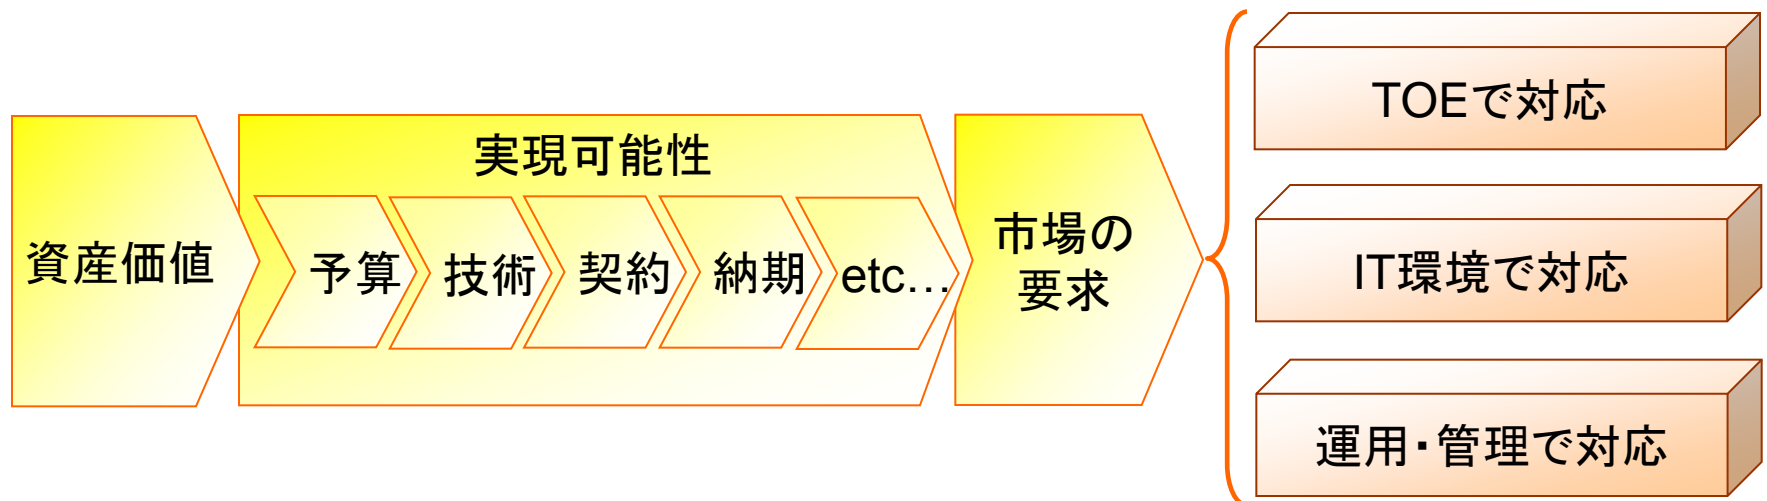 資産価値
実現可能性
予算
技術
契約
納期
etc…
市場の
要求
TOEで対応
IT環境で対応
運用・管理で対応